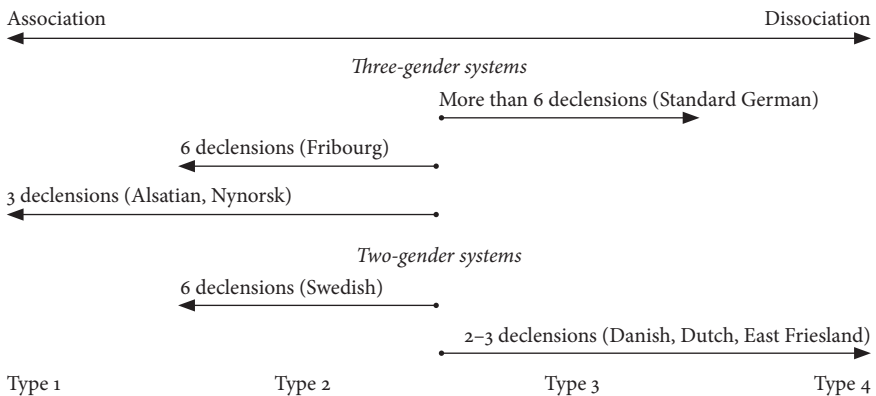 Association Dissociation
Three-gender systems
More than 6 declensions (Standard German)
6 declensions (Fribourg)
3 declensions (Alsatian, Nynorsk)
Two-gender systems
6 declensions (Swedish)
2–3 declensions (Danish, Dutch, East Friesland)
Type 1 Type 2 Type 3 Type 4